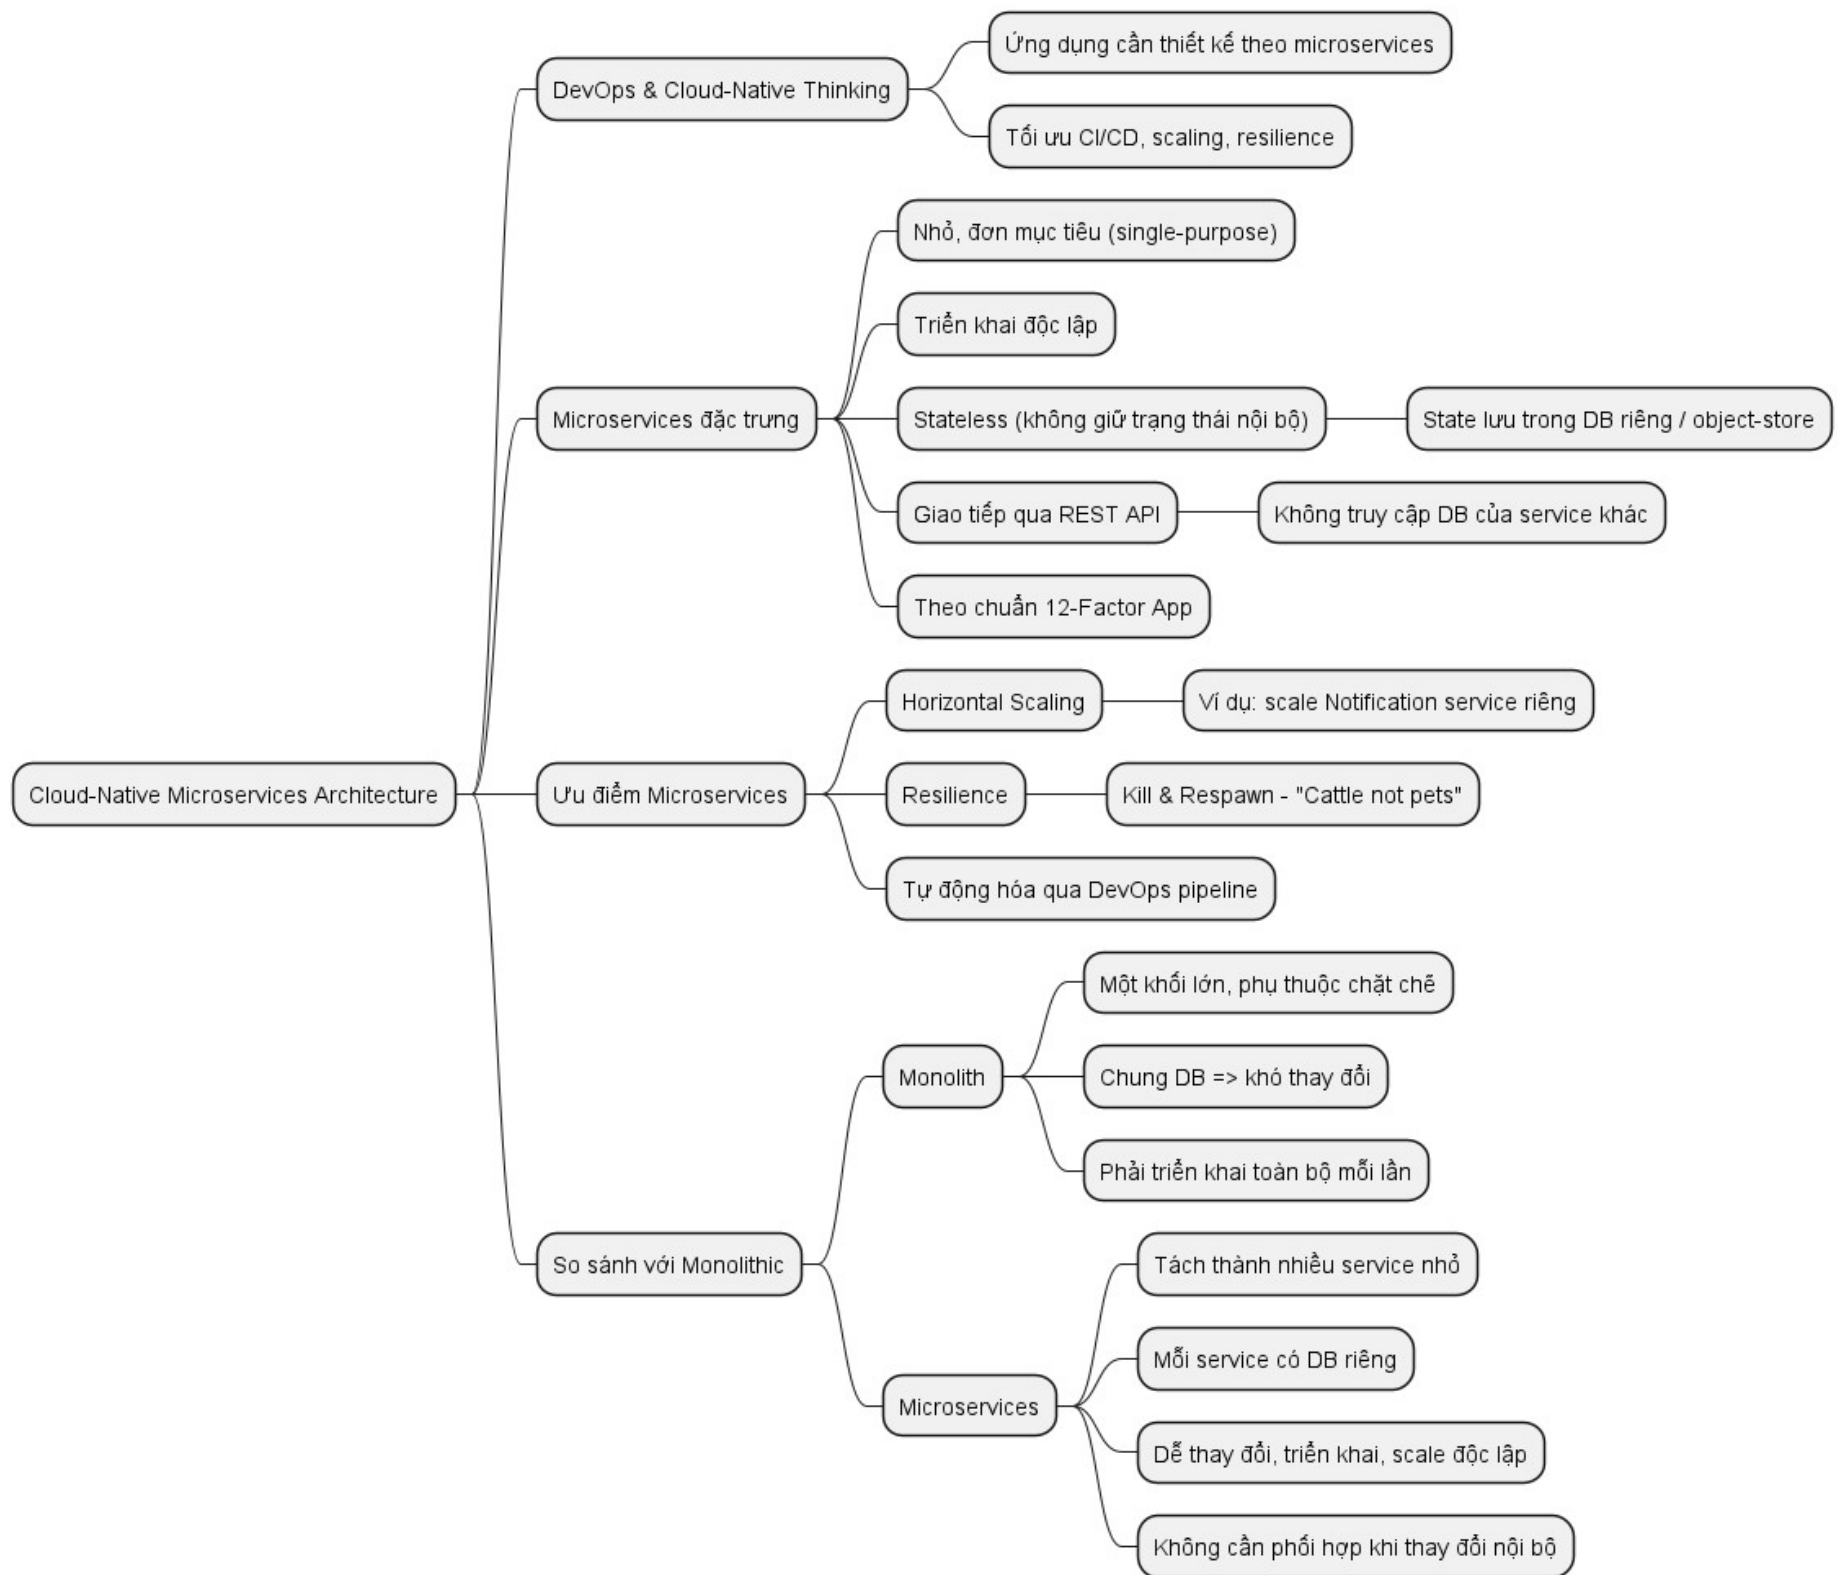 Cloud-Native Microservices Architecture
DevOps & Cloud-Native Thinking
Ứng dụng cần thiết kế theo microservices
Tối ưu CI/CD, scaling, resilience
Microservices đặc trưng
Nhỏ, đơn mục tiêu (single-purpose)
Triển khai độc lập
Stateless (không giữ trạng thái nội bộ)
State lưu trong DB riêng / object-store
Giao tiếp qua REST API
Không truy cập DB của service khác
Theo chuẩn 12-Factor App
Ưu điểm Microservices
Horizontal Scaling
Ví dụ: scale Notification service riêng
Resilience
Kill & Respawn - "Cattle not pets"
Tự động hóa qua DevOps pipeline
So sánh với Monolithic
Monolith
Một khối lớn, phụ thuộc chặt chẽ
Chung DB => khó thay đổi
Phải triển khai toàn bộ mỗi lần
Microservices
Tách thành nhiều service nhỏ
Mỗi service có DB riêng
Dễ thay đổi, triển khai, scale độc lập
Không cần phối hợp khi thay đổi nội bộ